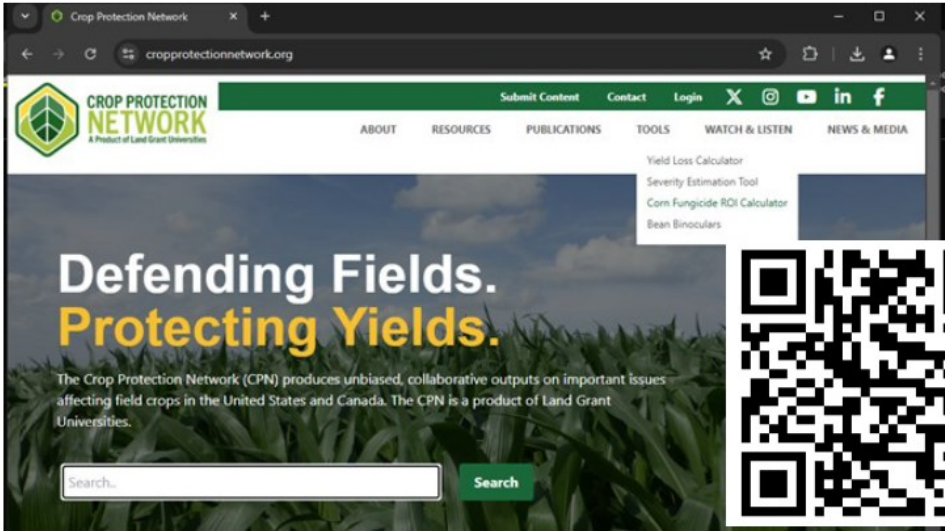 Crop Protection Network
cropprotectionnetwork.org
Submit Content Contact Login
CROP PROTECTION
NETWORK
A Product of Land Grant Universities
ABOUT RESOURCES PUBLICATIONS TOOLS WATCH & LISTEN NEWS & MEDIA
Yield Loss Calculator
Severity Estimation Tool
Corn Fungicide ROI Calculator
Bean Binoculars
Defending Fields.
Protecting Yields.
The Crop Protection Network (CPN) produces unbiased, collaborative outputs on important issues
affecting field crops in the United States and Canada. The CPN is a product of Land Grant
Universities.
Search..
Search